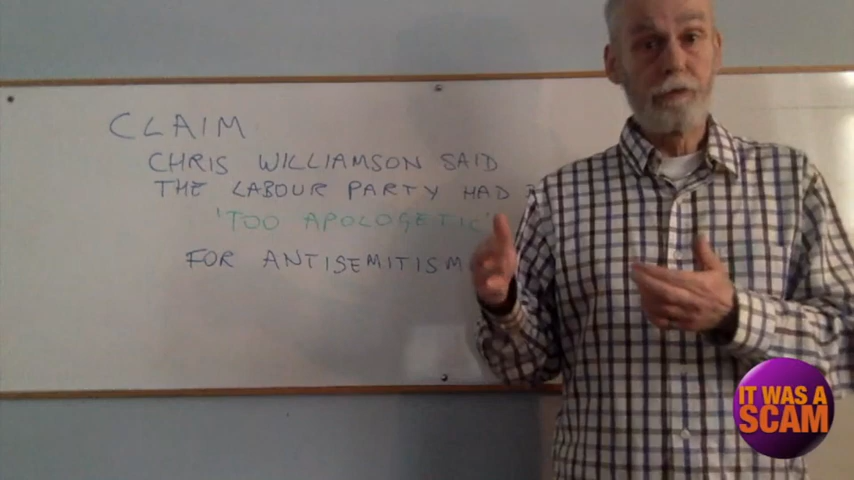 CLAIM
CHRIS WILLIAMSON SAID
THE LABOUR PARTY HAD
'TOO APOLOGETIC'
FOR ANTISEMITISM
IT WAS A
SCAM